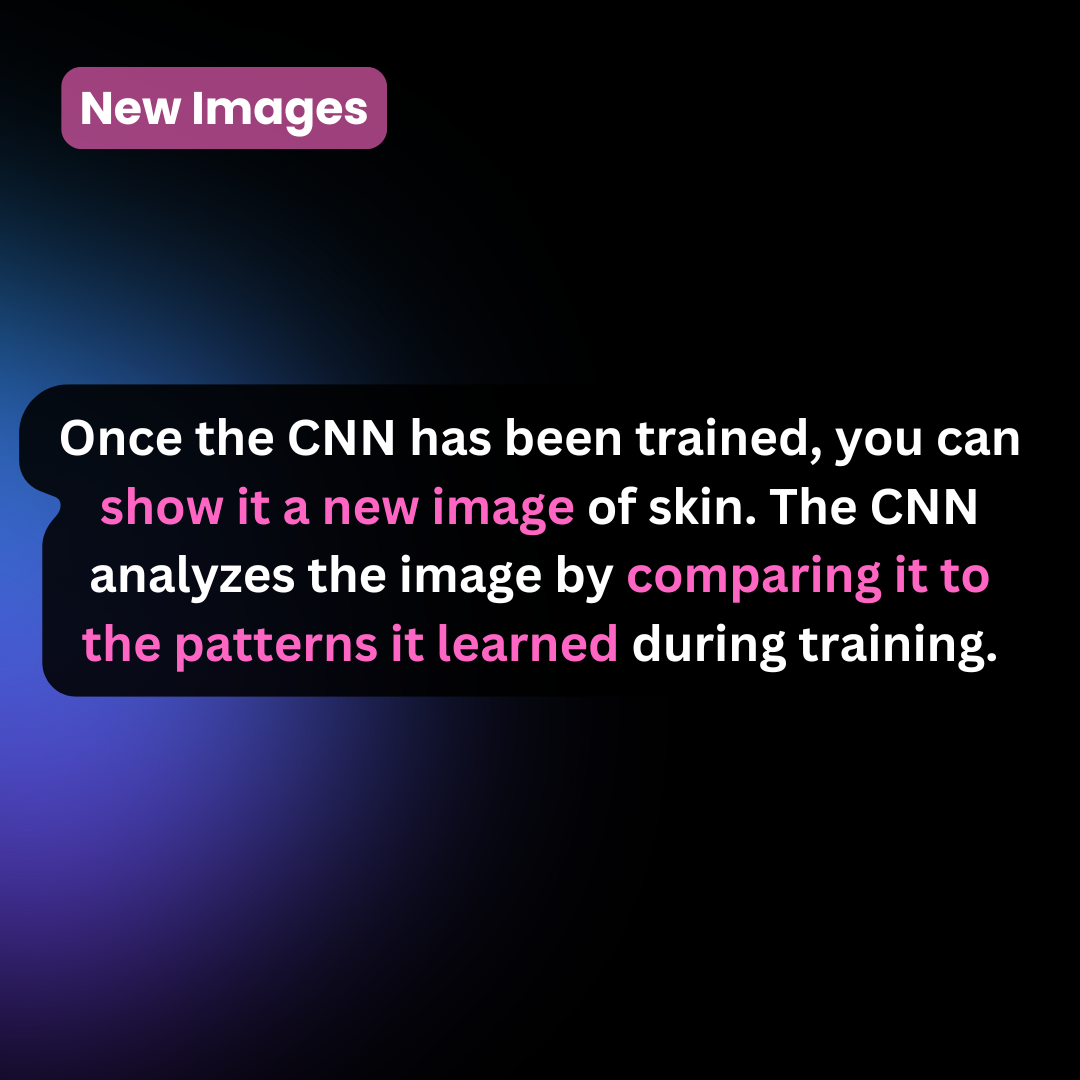 New Images
Once the CNN has been trained, you can
show it a new image of skin. The CNN
analyzes the image by comparing it to
the patterns it learned during training.